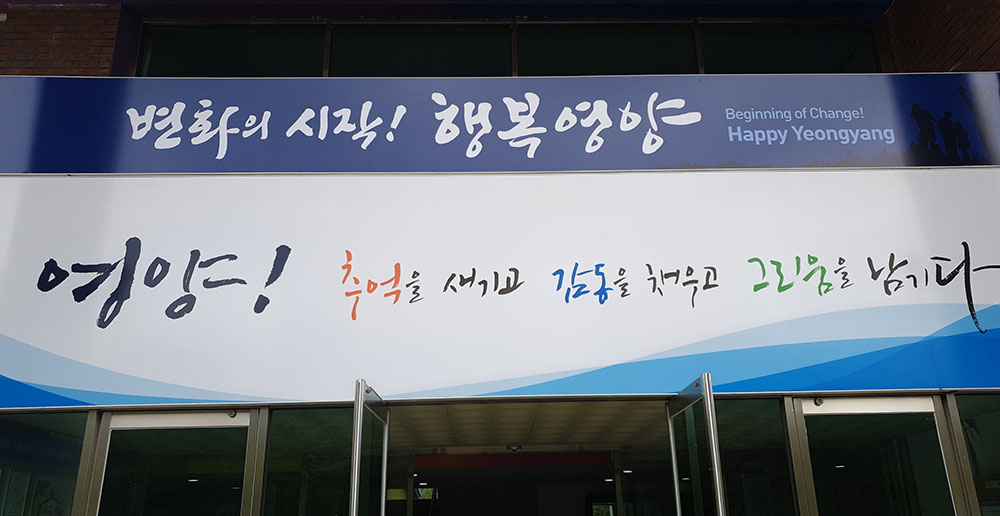 변화의 시작! 행복영양
Beginning of Change!
Happy Yeongyang
영양! 추억을 새기고 감동을 채우고 그리움을 남기다